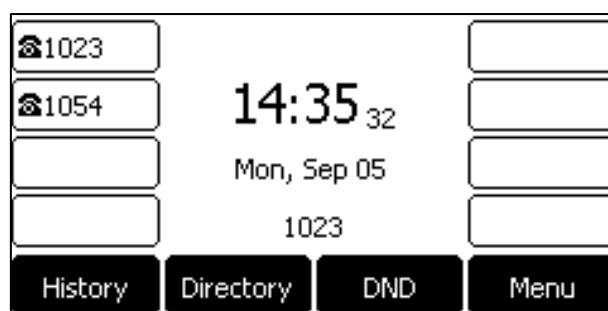 ☎1023
☎1054
14:35 32
Mon, Sep 05
1023
History Directory DND Menu